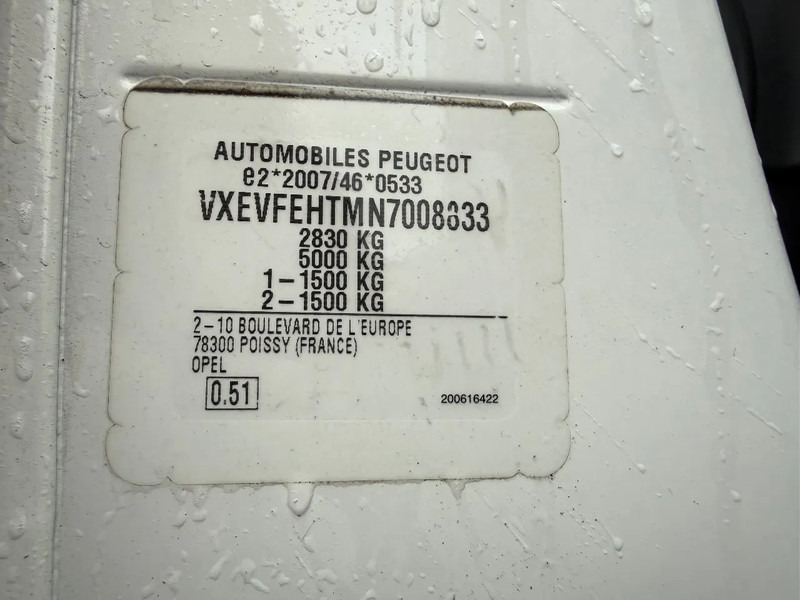 AUTOMOBILES PEUGEOT
e2*2007/46*0533
VXEVFEHTMN7008633
2830 KG
5000 KG
1-1500 KG
2-1500 KG
2-10 BOULEVARD DE L'EUROPE
78300 POISSY (FRANCE)
OPEL
0.51
200616422